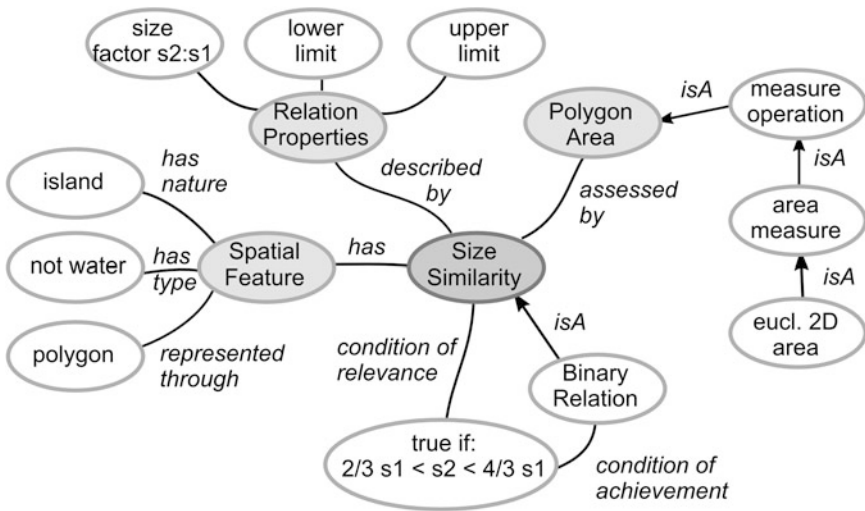 size
factor s2:s1
lower
limit
upper
limit
Relation
Properties
Polygon
Area
isA
measure
operation
island
has
nature
described
by
assessed
by
isA
area
measure
not water
has
type
Spatial
Feature
has
Size
Similarity
isA
eucl. 2D
area
polygon
represented
through
condition of
relevance
isA
Binary
Relation
true if:
2/3 s1 < s2 < 4/3 s1
condition of
achievement